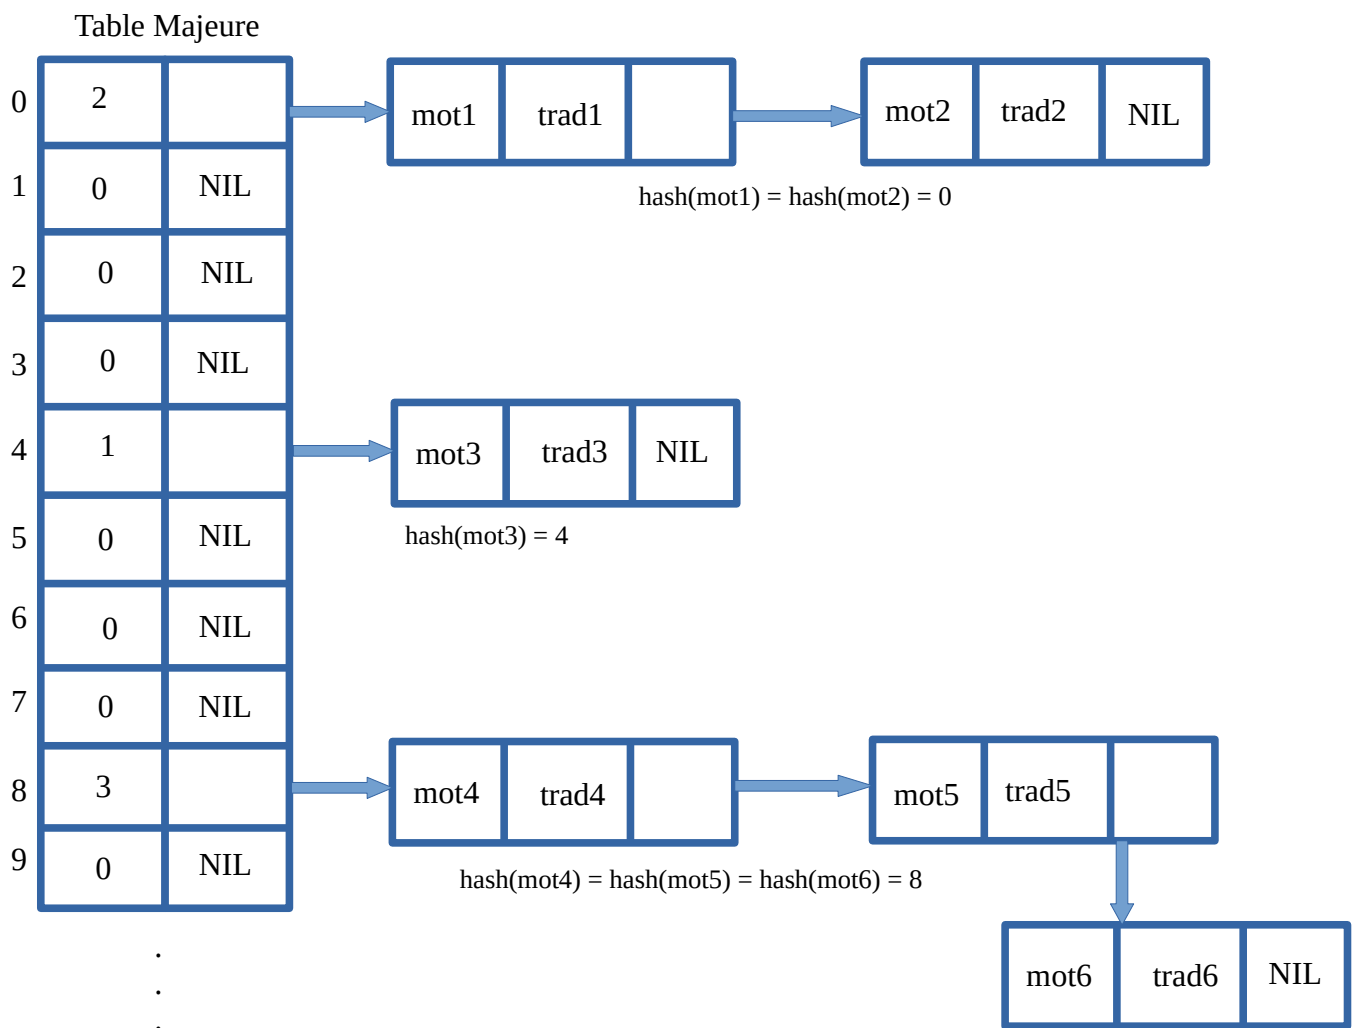 Table Majeure
0 2 mot1 trad1 mot2 trad2 NIL
hash(mot1) = hash(mot2) = 0
1 0 NIL
2 0 NIL
3 0 NIL
4 1 mot3 trad3 NIL
hash(mot3) = 4
5 0 NIL
6 0 NIL
7 0 NIL
8 3 mot4 trad4 mot5 trad5
hash(mot4) = hash(mot5) = hash(mot6) = 8
9 0 NIL
.
.
.
mot6 trad6 NIL